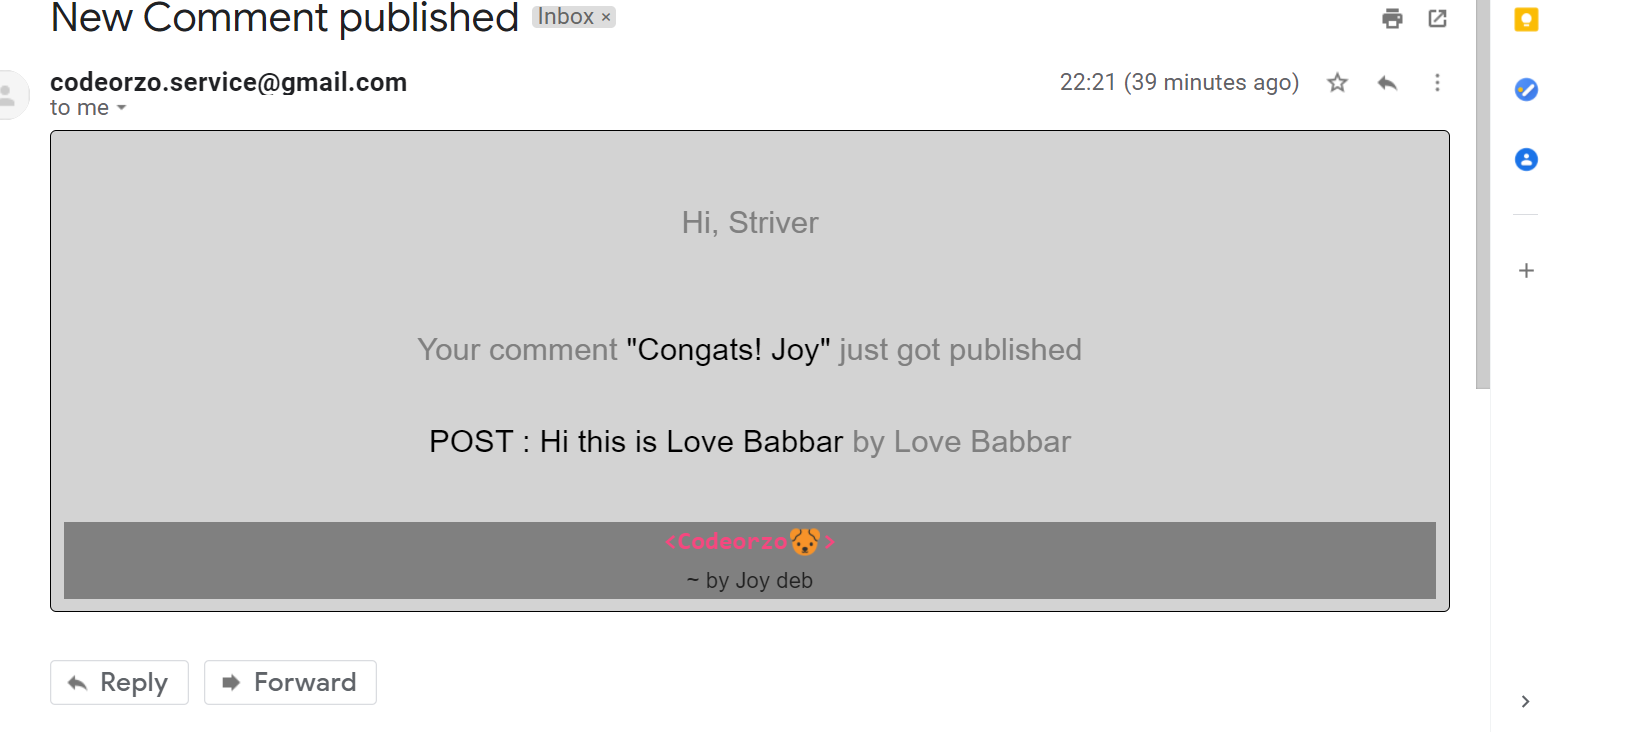 New Comment published Inbox ×
codeorzo.service@gmail.com 22:21 (39 minutes ago)
to me
Hi, Striver
Your comment "Congats! Joy" just got published
POST : Hi this is Love Babbar by Love Babbar
<Codeorzo🐶>
~ by Joy deb
Reply Forward